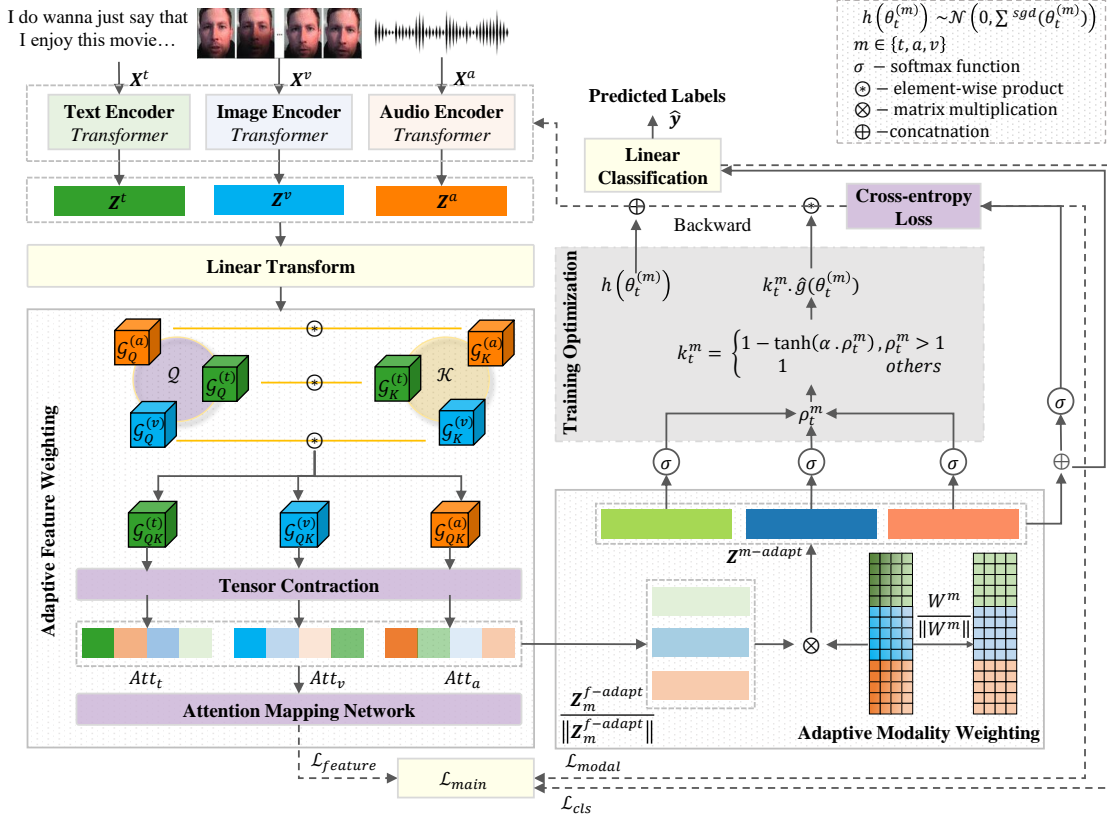 I do wanna just say that
I enjoy this movie…
X^t
X^v
X^a
Text Encoder
Transformer
Image Encoder
Transformer
Audio Encoder
Transformer
Z^t
Z^v
Z^a
Linear Transform
Adaptive Feature Weighting
𝒢_Q^(a)
𝒢_K^(a)
𝒬
𝒢_Q^(t)
𝒢_K^(t)
𝒦
𝒢_Q^(v)
𝒢_K^(v)
𝒢_QK^(t)
𝒢_QK^(v)
𝒢_QK^(a)
Tensor Contraction
Att_t
Att_v
Att_a
Attention Mapping Network
ℒ_feature
ℒ_main
ℒ_modal
ℒ_cls
h(θ_t^(m)) ~𝒩(0, ∑^sgd(θ_t^(m)))
m ∈ {t, a, v}
σ – softmax function
⊛ – element-wise product
⊗ – matrix multiplication
⊕ –concatnation
Predicted Labels
ŷ
Linear
Classification
Cross-entropy
Loss
Backward
Training Optimization
h(θ_t^(m))
k_t^m. ĝ(θ_t^(m))
k_t^m = {1 − tanh(α . ρ_t^m) , ρ_t^m > 1
1 others
ρ_t^m
σ
σ
σ
σ
Z^m−adapt
W^m
‖W^m‖
Z_m^f−adapt
‖Z_m^f−adapt‖
Adaptive Modality Weighting